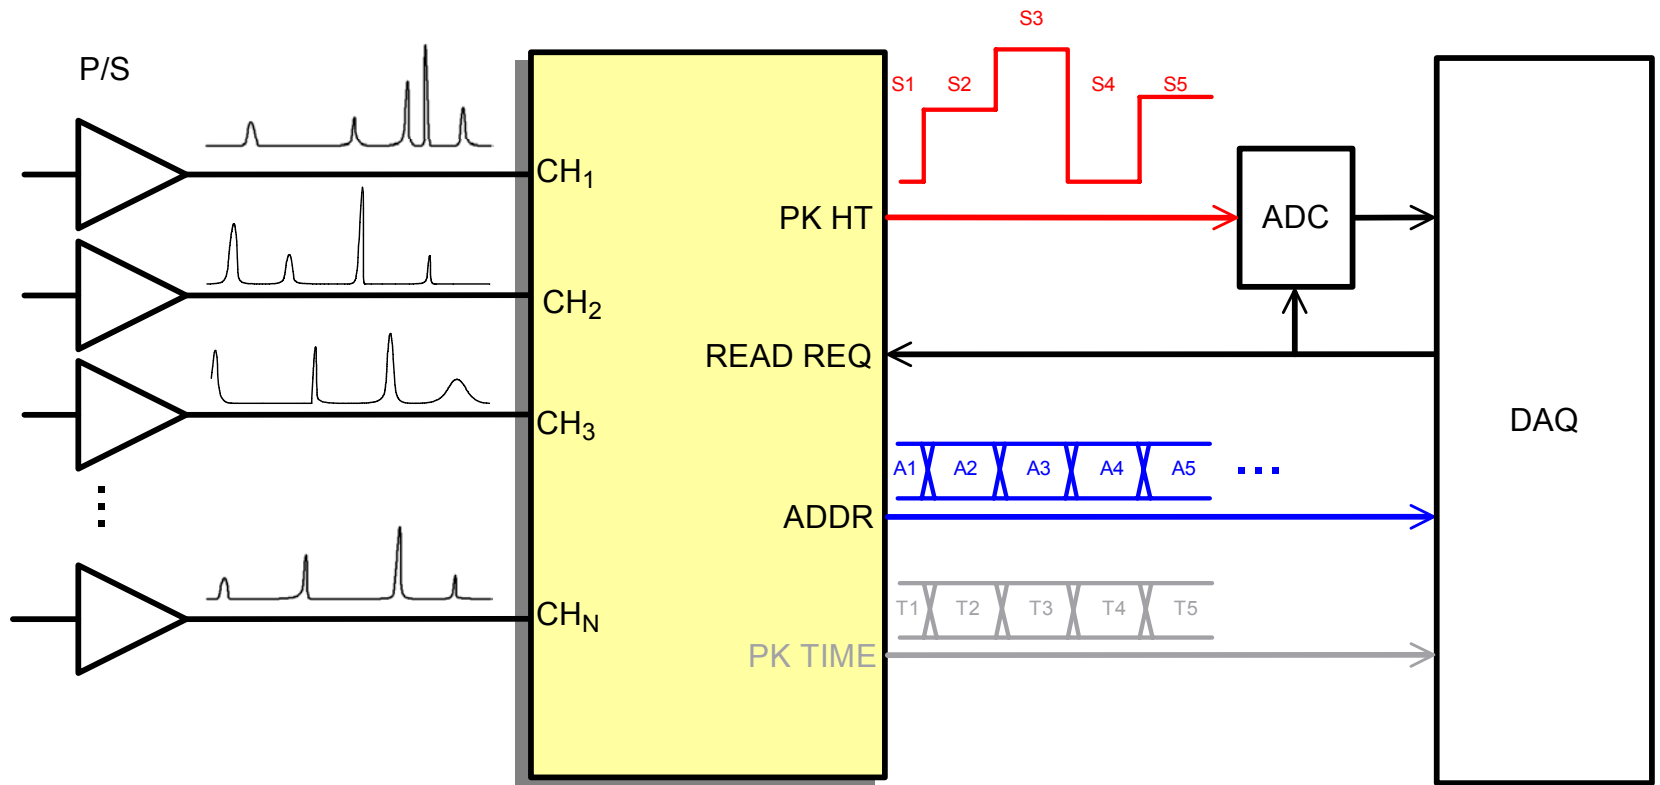 P/S
S3
S1 S2 S4 S5
CH1
PK HT
ADC
CH2
READ REQ
CH3
DAQ
A1 A2 A3 A4 A5 ...
ADDR
CHN
T1 T2 T3 T4 T5
PK TIME